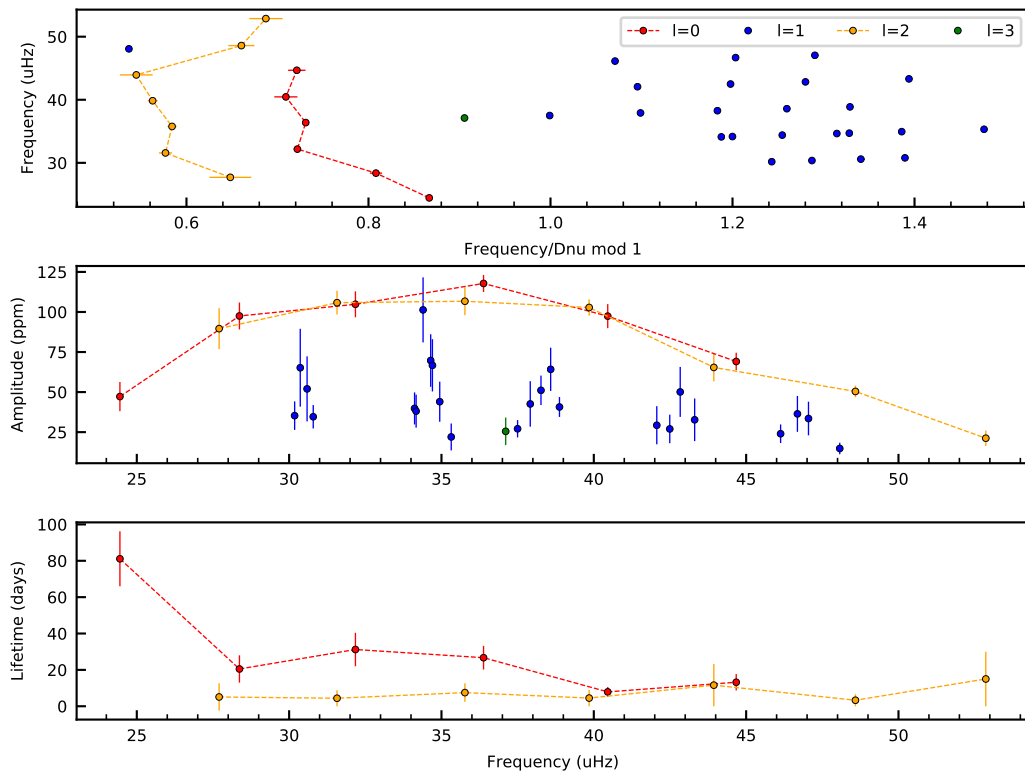 l=0 l=1 l=2 l=3
Frequency (uHz)
50
40
30
0.6 0.8 1.0 1.2 1.4
Frequency/Dnu mod 1
Amplitude (ppm)
125
100
75
50
25
25 30 35 40 45 50
Lifetime (days)
100
80
60
40
20
0
25 30 35 40 45 50
Frequency (uHz)